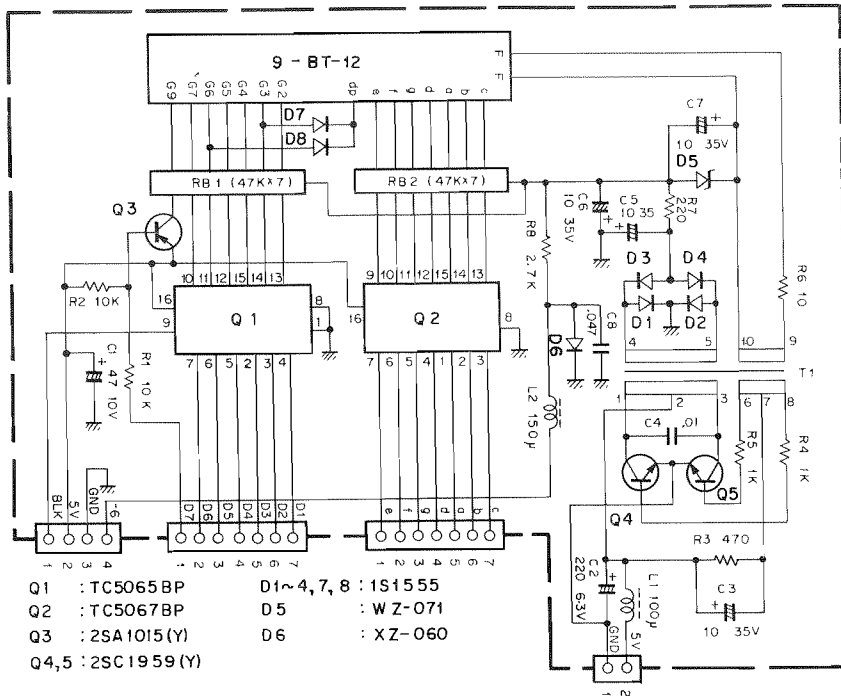 9-BT-12
F
F
G9 G7 G6 G5 G4 G3 G2 dp e f g d a b c
D7
D8
C7
10 35V
D5
RB1 (47K×7)
RB2 (47K×7)
Q3
R8 2.7K
C6 10 35V
C5 10 35
R7 220
D3 D4
D1 D2
R6 10
R2 10K
10 11 12 15 14 13
9 10 11 12 15 14 13
16
9
Q1
8
1
16
Q2
8
D6
C8 .047
4 5 10 9
T1
C1 47 10V
R1 10K
7 6 5 2 3 4
7 6 5 4 1 2 3
L2 150µ
1 2 3 6 7 8
C4 .01
R5 1K
R4 1K
Q4
Q5
BLK 5V GND -6
D7 D6 D5 D4 D3 D2 D1
e f g d a b c
1 2 3 4
1 2 3 4 5 6 7
1 2 3 4 5 6 7
R3 470
C2 220 6.3V
L1 100µ
C3
10 35V
GND 5V
1 2
Q1 : TC5065BP
Q2 : TC5067BP
Q3 : 2SA1015(Y)
Q4,5 : 2SC1959(Y)
D1~4,7,8 : 1S1555
D5 : WZ-071
D6 : XZ-060